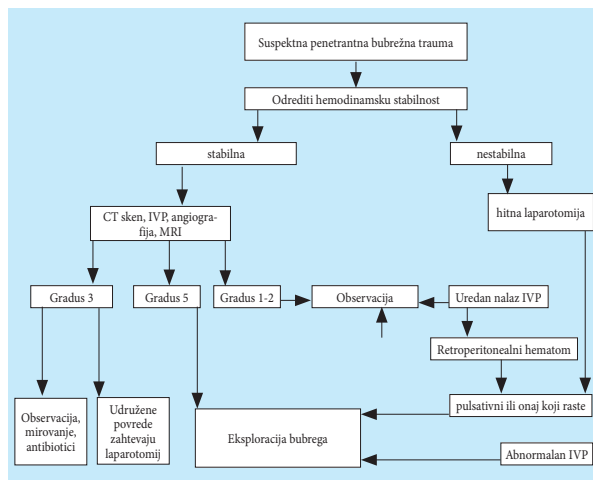 Suspektna penetrantna bubrežna trauma
Odrediti hemodinamsku stabilnost
stabilna
nestabilna
CT sken, IVP, angiogra-
fija, MRI
hitna laparotomija
Gradus 3
Gradus 5
Gradus 1-2
Observacija
Uredan nalaz IVP
Retroperitonealni hematom
Observacija,
mirovanje,
antibiotici
Udružene
povrede
zahtevaju
laparotomij
Eksploracija bubrega
pulsativni ili onaj koji raste
Abnormalan IVP